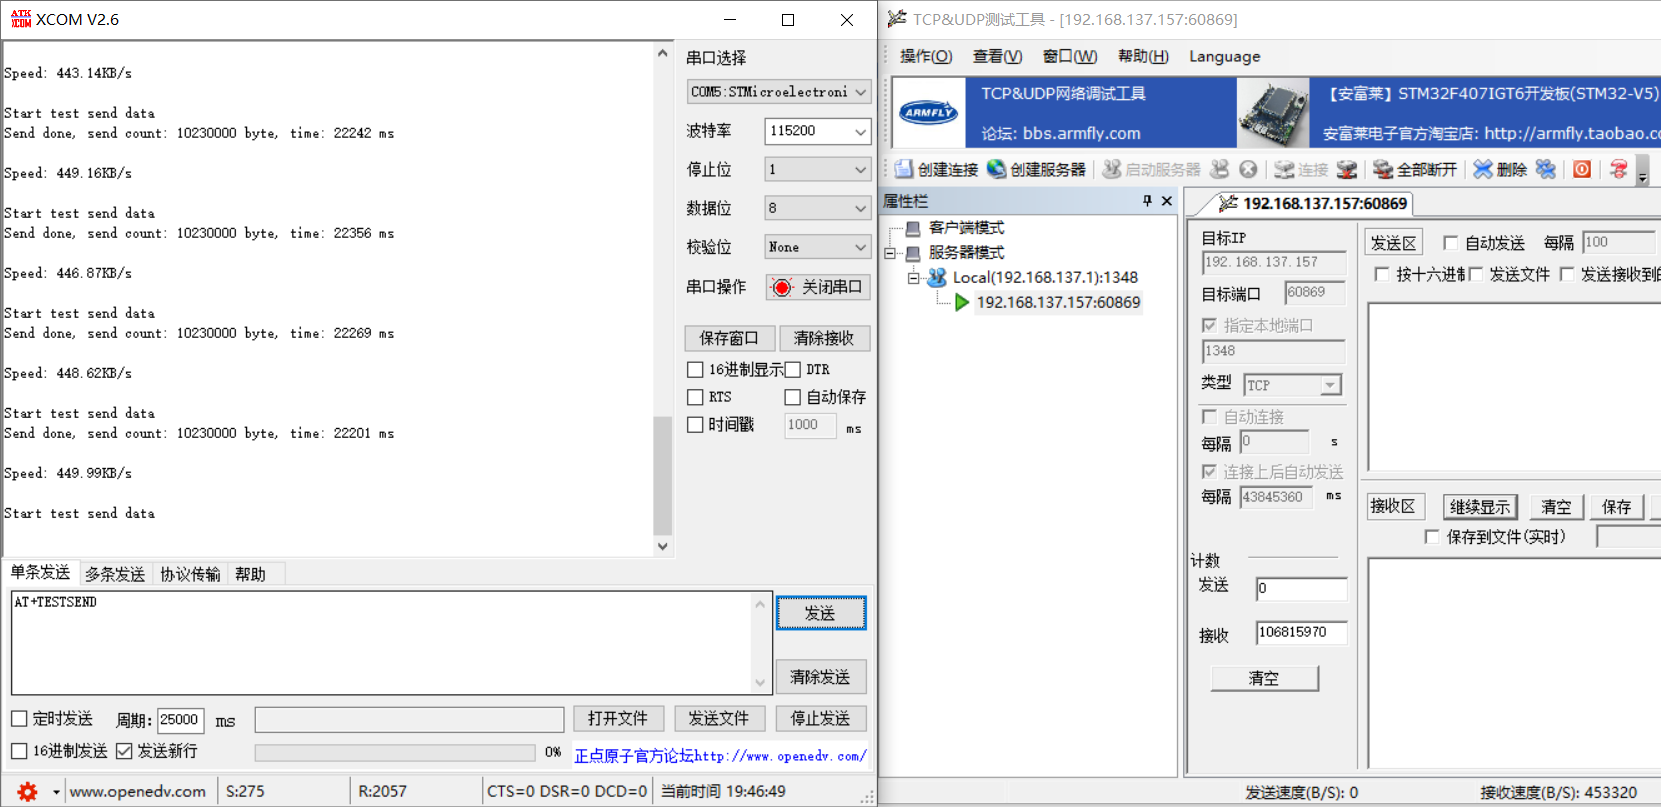 ATK XCOM
XCOM V2.6
Speed: 443.14KB/s
Start test send data
Send done, send count: 10230000 byte, time: 22242 ms
Speed: 449.16KB/s
Start test send data
Send done, send count: 10230000 byte, time: 22356 ms
Speed: 446.87KB/s
Start test send data
Send done, send count: 10230000 byte, time: 22269 ms
Speed: 448.62KB/s
Start test send data
Send done, send count: 10230000 byte, time: 22201 ms
Speed: 449.99KB/s
Start test send data
串口选择
COM5:STMicroelectroni
波特率 115200
停止位 1
数据位 8
校验位 None
串口操作 关闭串口
保存窗口 清除接收
16进制显示 DTR
RTS 自动保存
时间戳 1000 ms
单条发送 多条发送 协议传输 帮助
AT+TESTSEND
发送
清除发送
定时发送 周期: 25000 ms 打开文件 发送文件 停止发送
16进制发送 发送新行 0% 正点原子官方论坛http://www.openedv.com/
www.openedv.com S:275 R:2057 CTS=0 DSR=0 DCD=0 当前时间 19:46:49
TCP&UDP测试工具 - [192.168.137.157:60869]
操作(O) 查看(V) 窗口(W) 帮助(H) Language
ARMFLY
TCP&UDP网络调试工具
论坛: bbs.armfly.com
【安富莱】STM32F407IGT6开发板(STM32-V5)
安富莱电子官方淘宝店: http://armfly.taobao.co
创建连接 创建服务器 启动服务器 连接 全部断开 删除
属性栏
客户端模式
服务器模式
Local(192.168.137.1):1348
192.168.137.157:60869
192.168.137.157:60869
目标IP
192.168.137.157
目标端口 60869
指定本地端口
1348
类型 TCP
自动连接
每隔 0 s
连接上后自动发送
每隔 43845360 ms
计数
发送 0
接收 106815970
清空
发送区 自动发送 每隔 100
按十六进制 发送文件 发送接收到的
接收区 继续显示 清空 保存
保存到文件(实时)
发送速度(B/S): 0 接收速度(B/S): 453320